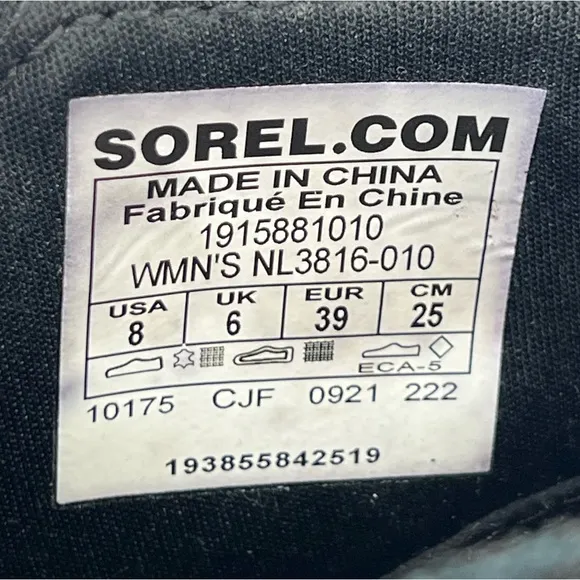 SOREL.COM
MADE IN CHINA
Fabriqué En Chine
1915881010
WMN'S NL3816-010
USA UK EUR CM
8 6 39 25
ECA-5
10175 CJF 0921 222
193855842519